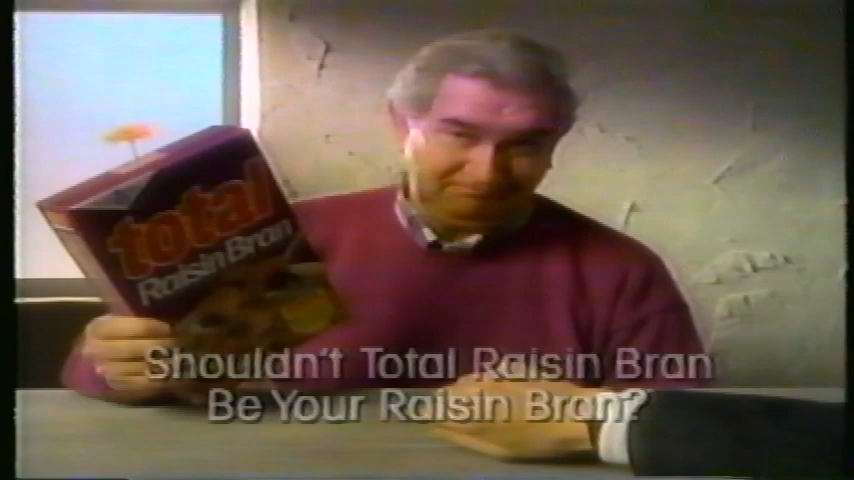 total
Raisin Bran
Shouldn't Total Raisin Bran
Be Your Raisin Bran?